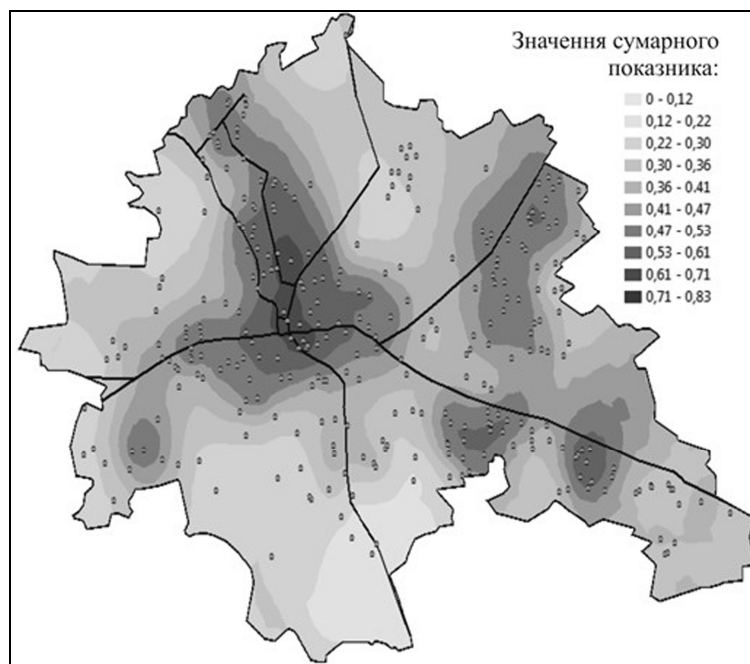 Значення сумарного
показника:
0 - 0,12
0,12 - 0,22
0,22 - 0,30
0,30 - 0,36
0,36 - 0,41
0,41 - 0,47
0,47 - 0,53
0,53 - 0,61
0,61 - 0,71
0,71 - 0,83